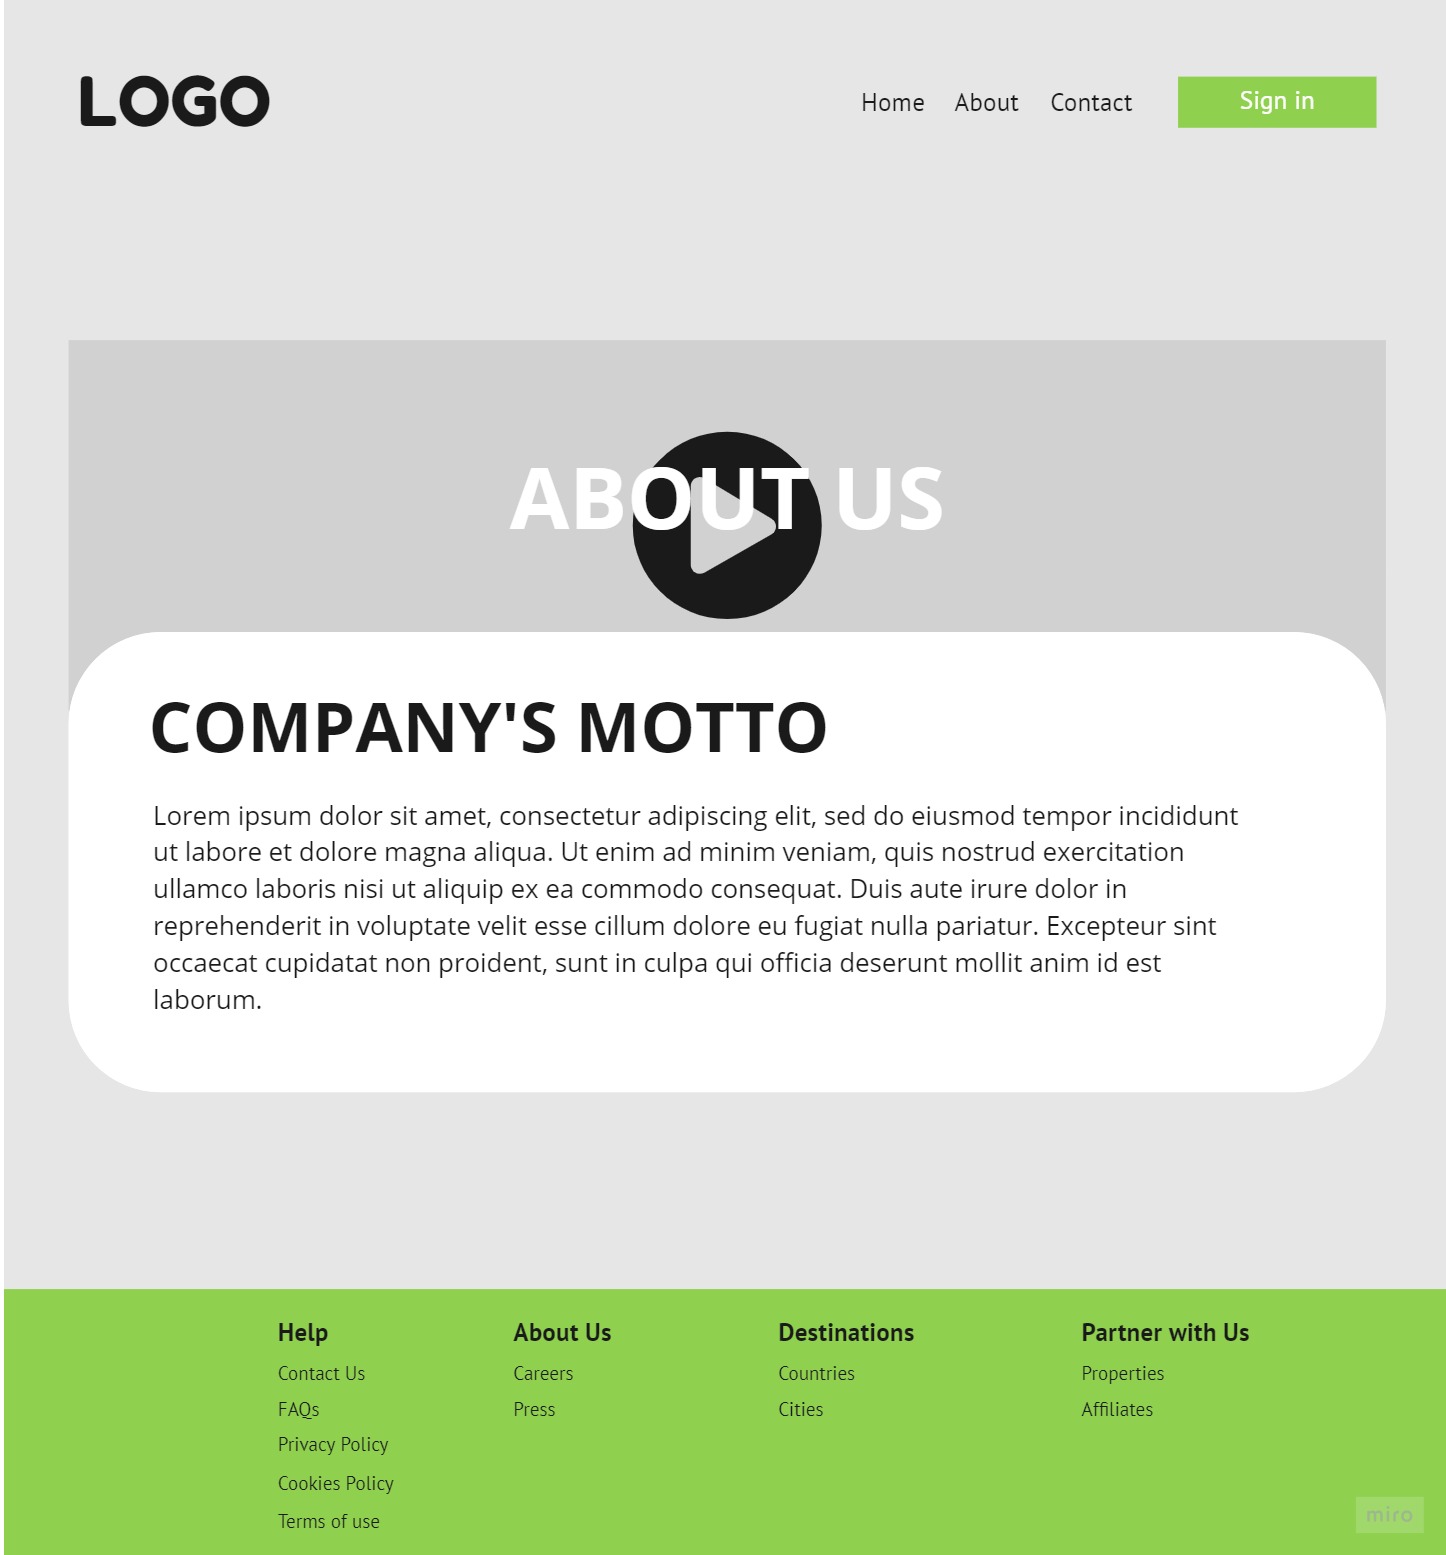 LOGO
Home About Contact Sign in
ABOUT US
COMPANY'S MOTTO
Lorem ipsum dolor sit amet, consectetur adipiscing elit, sed do eiusmod tempor incididunt
ut labore et dolore magna aliqua. Ut enim ad minim veniam, quis nostrud exercitation
ullamco laboris nisi ut aliquip ex ea commodo consequat. Duis aute irure dolor in
reprehenderit in voluptate velit esse cillum dolore eu fugiat nulla pariatur. Excepteur sint
occaecat cupidatat non proident, sunt in culpa qui officia deserunt mollit anim id est
laborum.
Help
Contact Us
FAQs
Privacy Policy
Cookies Policy
Terms of use
About Us
Careers
Press
Destinations
Countries
Cities
Partner with Us
Properties
Affiliates
miro